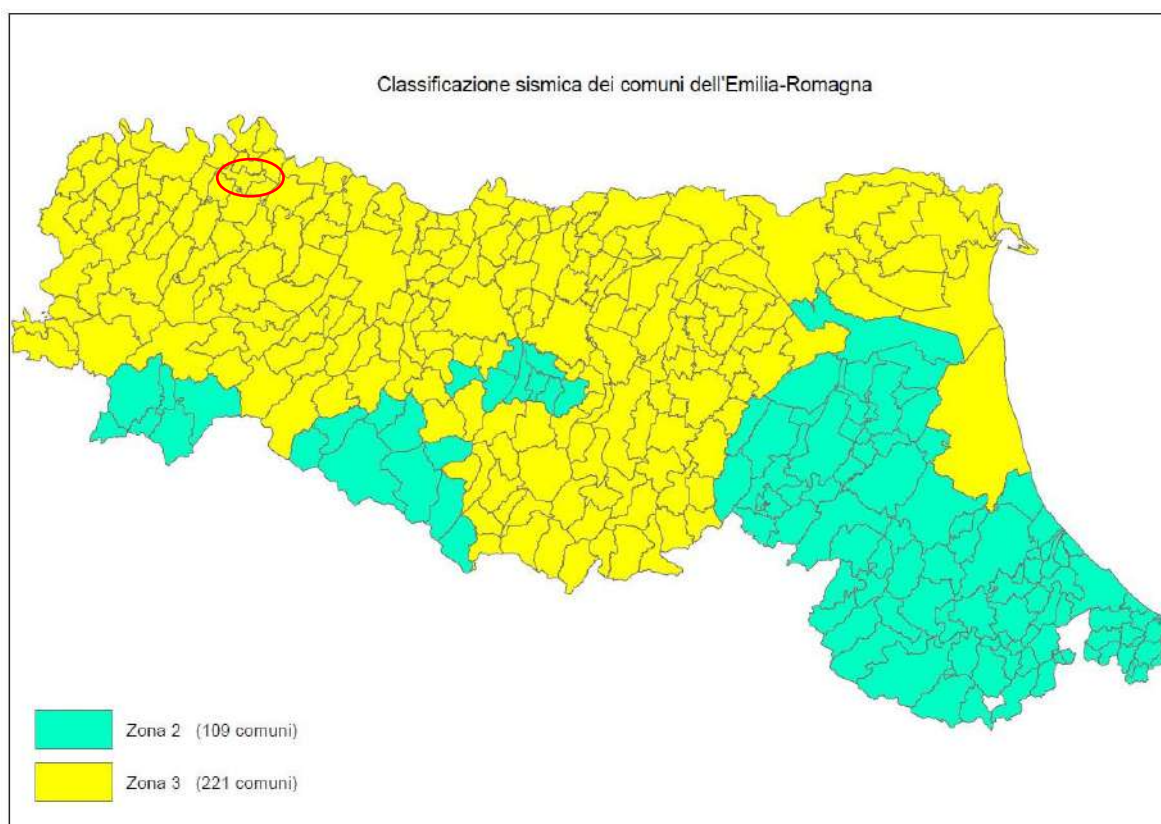 Classificazione sismica dei comuni dell'Emilia-Romagna
Zona 2 (109 comuni)
Zona 3 (221 comuni)